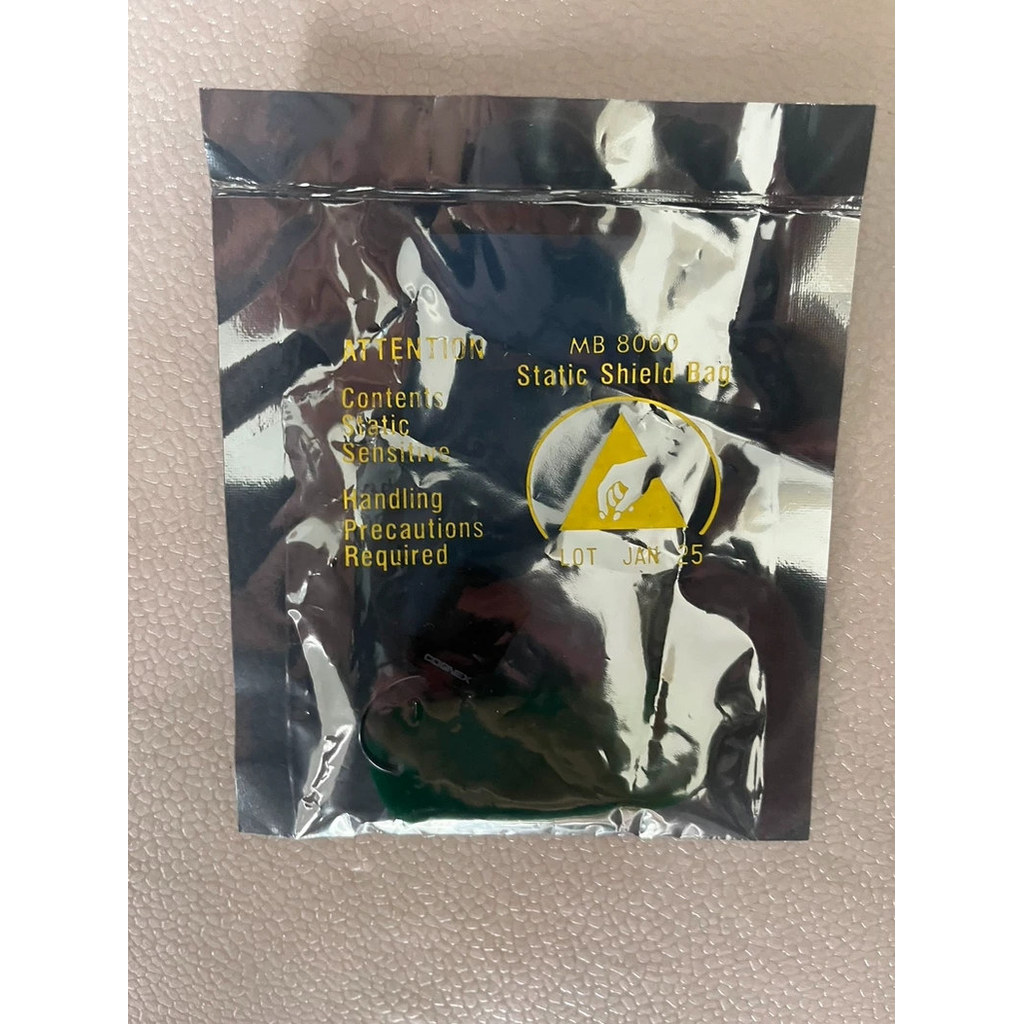 ATTENTION
Contents
Static
Sensitive
Handling
Precautions
Required
MB 8000
Static Shield Bag
LOT JAN 25
COGNEX